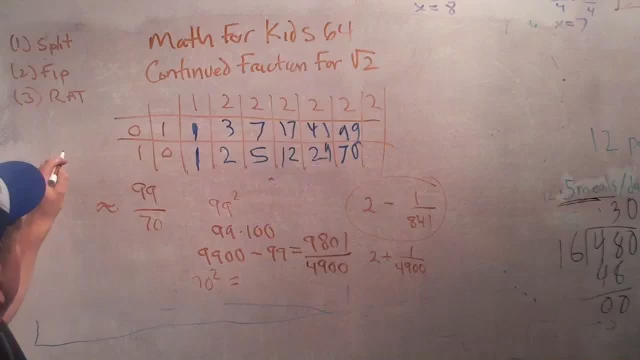 (1) Split
(2) Flip
(3) RAT
Math for Kids 64
Continued Fraction for √2
1 2 2 2 2 2 2
0 1 1 3 7 17 41 99
1 0 1 2 5 12 29 70
≈ 99/70
99²
99·100
9900 - 99 = 9801/4900
70² =
2 - 1/841
2 + 1/4900
x = 8
x = 7
12
5 meals/d
.30
16 480
48
00